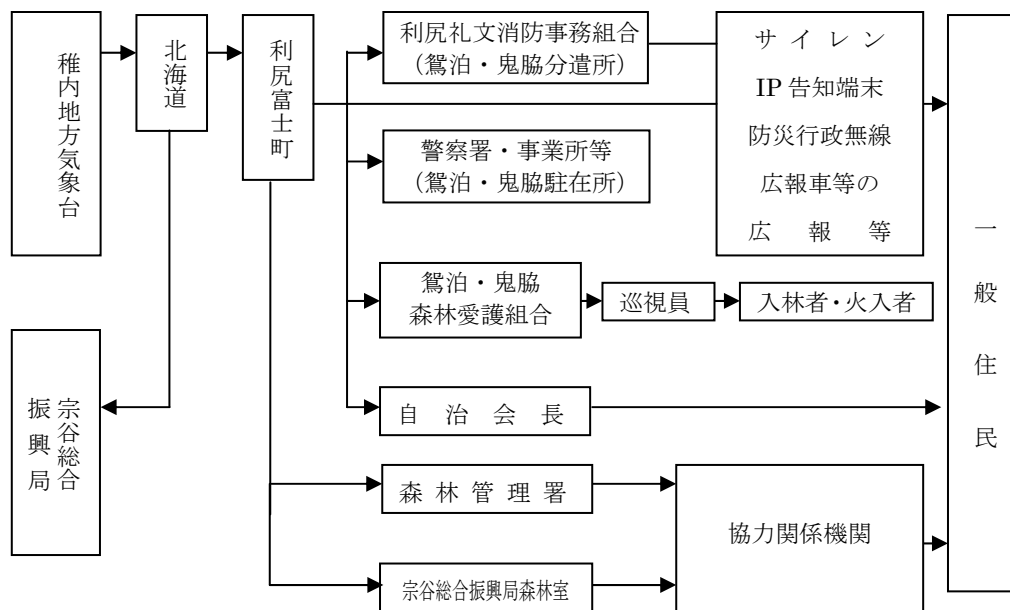 稚内地方気象台
北海道
利尻富士町
利尻礼文消防事務組合
（鴛泊・鬼脇分遣所）
サイレン
IP 告知端末
防災行政無線
広報車等の
広報等
警察署・事業所等
（鴛泊・鬼脇駐在所）
一般住民
鴛泊・鬼脇
森林愛護組合
巡視員
入林者・火入者
宗谷総合
振興局
自治会長
森林管理署
協力関係機関
宗谷総合振興局森林室